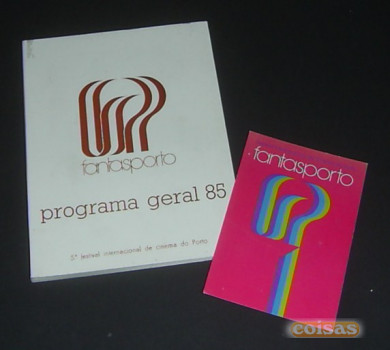 fantasporto
programa geral 85
5º festival internacional de cinema do Porto
fantasporto
coisas